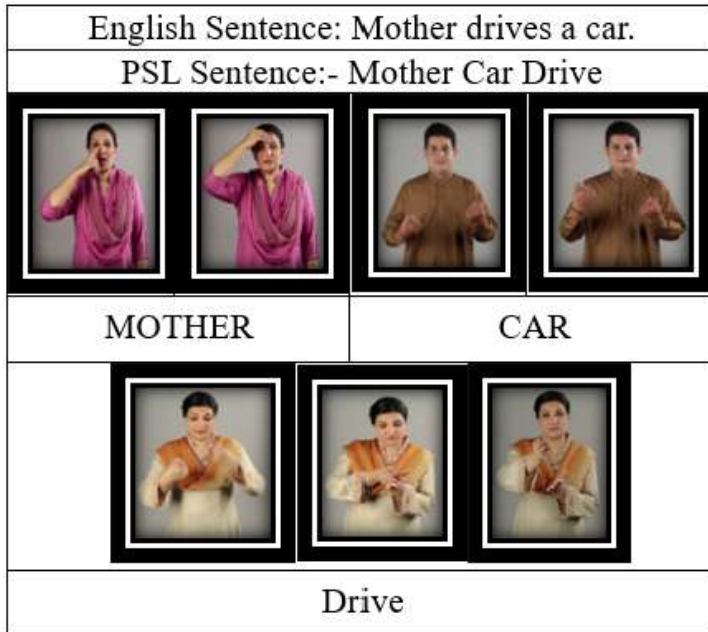 English Sentence: Mother drives a car.
PSL Sentence:- Mother Car Drive
MOTHER
CAR
Drive